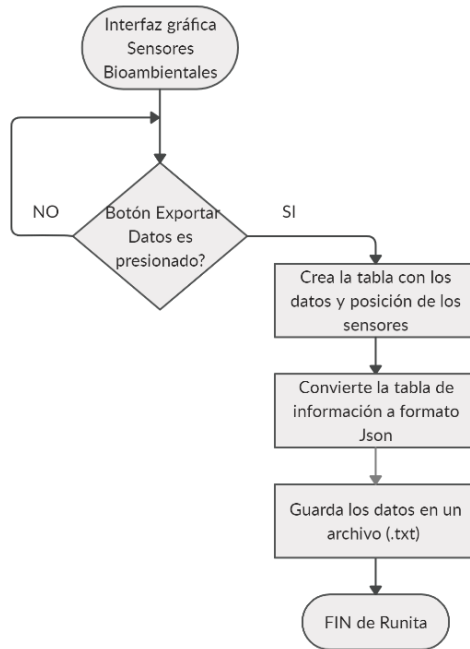 Interfaz gráfica
Sensores
Bioambientales
NO
Botón Exportar
Datos es
presionado?
SI
Crea la tabla con los
datos y posición de los
sensores
Convierte la tabla de
información a formato
Json
Guarda los datos en un
archivo (.txt)
FIN de Runita